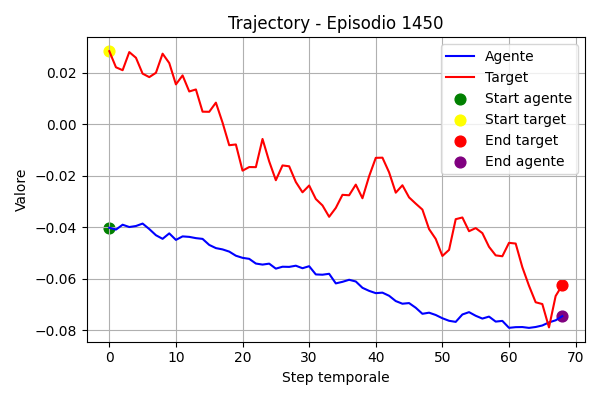 Trajectory - Episodio 1450
Agente
Target
Start agente
Start target
End target
End agente
Valore
0.02
0.00
−0.02
−0.04
−0.06
−0.08
0
10
20
30
40
50
60
70
Step temporale